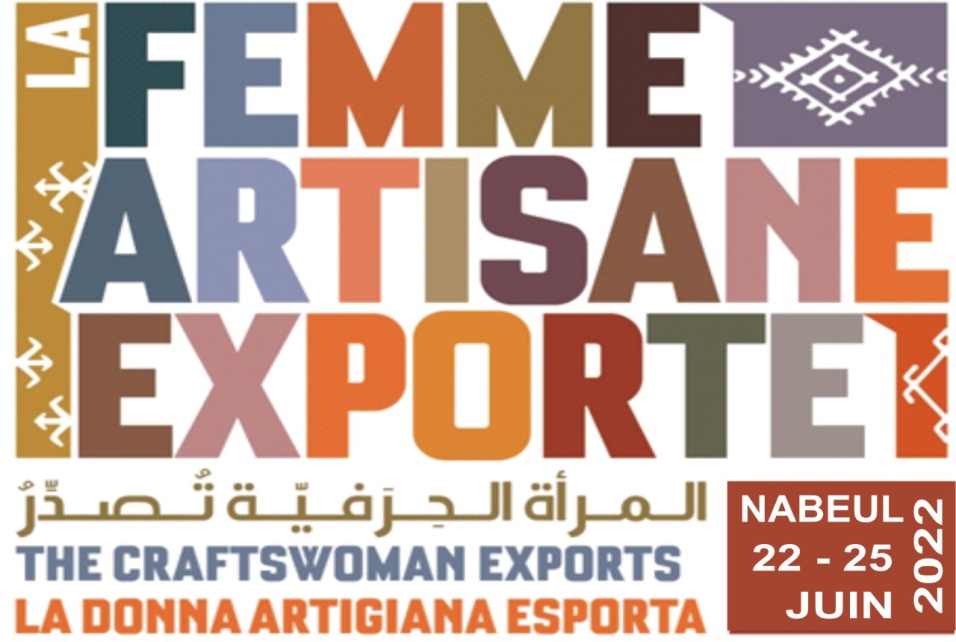 LA
FEMME
ARTISANE
EXPORTE
المرأة الحِرَفيّة تُصدِّرُ
THE CRAFTSWOMAN EXPORTS
LA DONNA ARTIGIANA ESPORTA
NABEUL
22 - 25
JUIN
2022